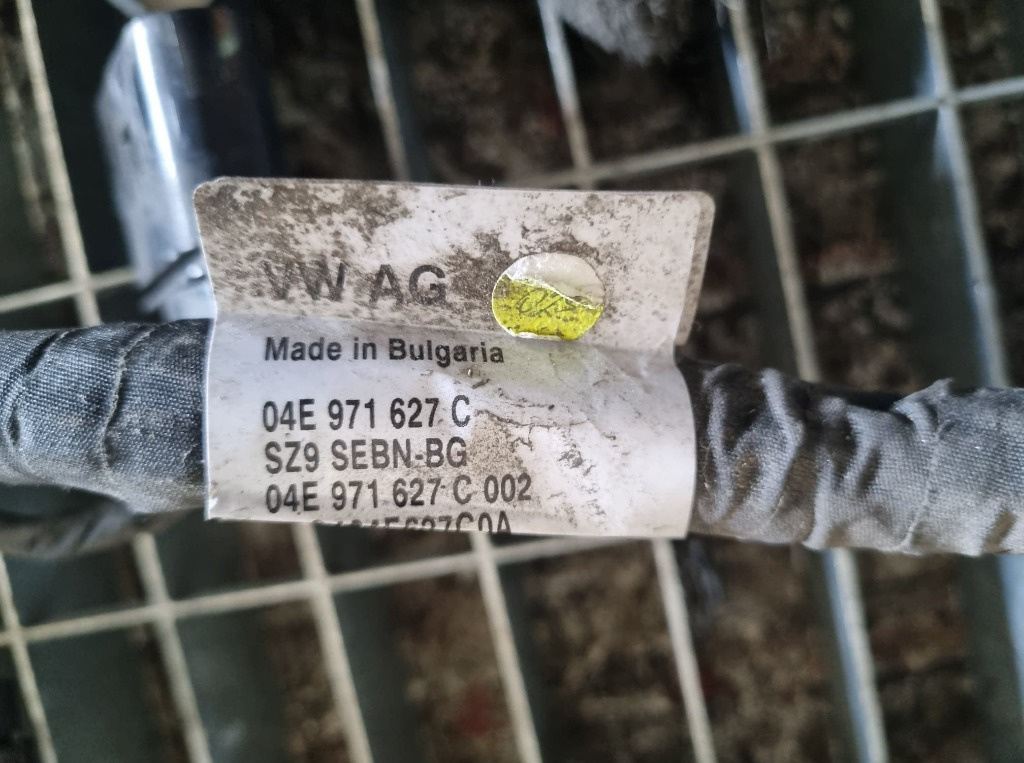 VW AG
Made in Bulgaria
04E 971 627 C
SZ9 SEBN-BG
04E 971 627 C 002